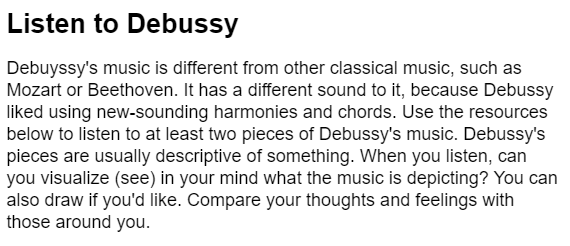 Listen to Debussy
Debuyssy's music is different from other classical music, such as
Mozart or Beethoven. It has a different sound to it, because Debussy
liked using new-sounding harmonies and chords. Use the resources
below to listen to at least two pieces of Debussy's music. Debussy's
pieces are usually descriptive of something. When you listen, can
you visualize (see) in your mind what the music is depicting? You can
also draw if you'd like. Compare your thoughts and feelings with
those around you.